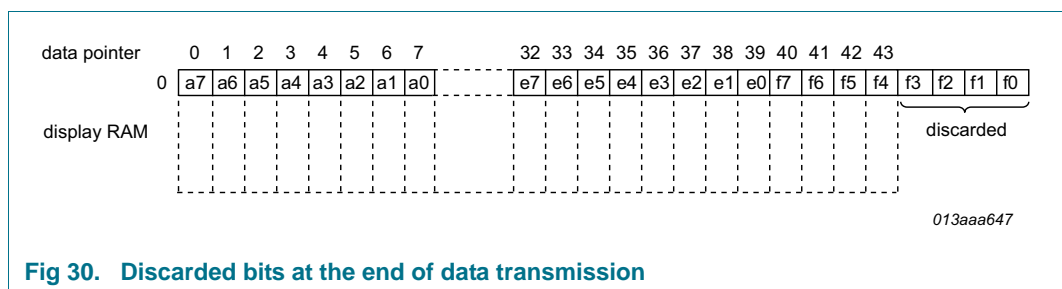 data pointer 0 1 2 3 4 5 6 7 32 33 34 35 36 37 38 39 40 41 42 43
0 a7 a6 a5 a4 a3 a2 a1 a0 e7 e6 e5 e4 e3 e2 e1 e0 f7 f6 f5 f4 f3 f2 f1 f0
display RAM discarded
013aaa647
Fig 30. Discarded bits at the end of data transmission